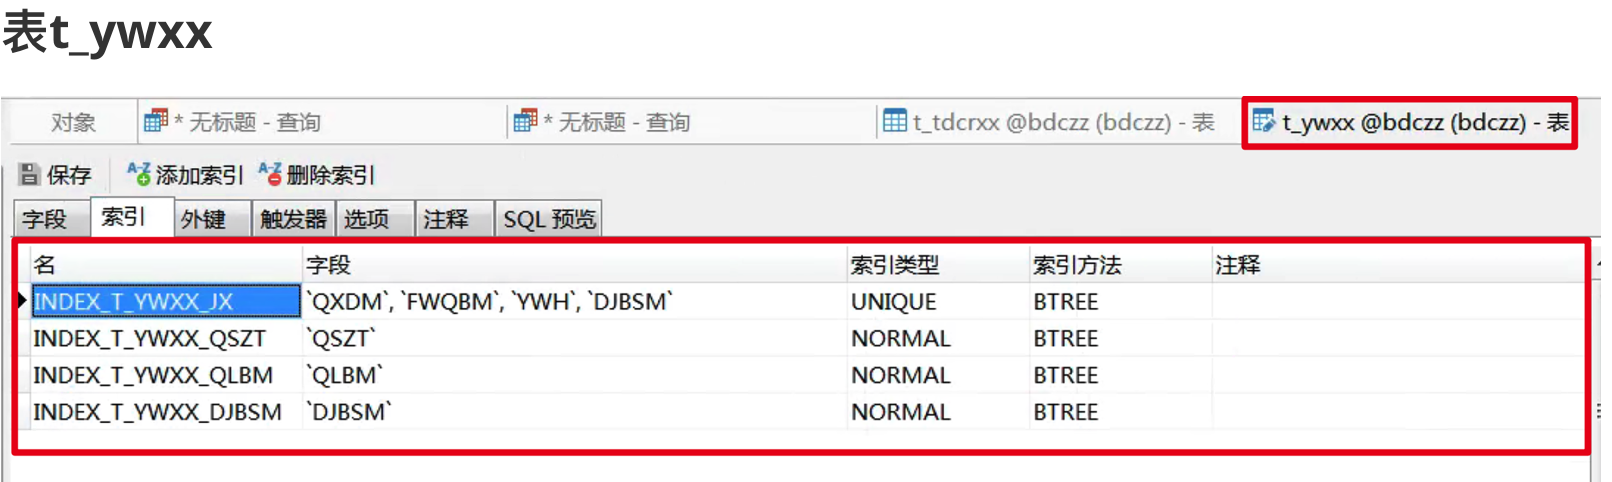 表t_ywxx
对象 * 无标题 - 查询 * 无标题 - 查询 t_tdcrxx @bdczz (bdczz) - 表 t_ywxx @bdczz (bdczz) - 表
保存 添加索引 删除索引
字段 索引 外键 触发器 选项 注释 SQL 预览
名 字段 索引类型 索引方法 注释
INDEX_T_YWXX_JX `QXDM`, `FWQBM`, `YWH`, `DJBSM` UNIQUE BTREE
INDEX_T_YWXX_QSZT `QSZT` NORMAL BTREE
INDEX_T_YWXX_QLBM `QLBM` NORMAL BTREE
INDEX_T_YWXX_DJBSM `DJBSM` NORMAL BTREE